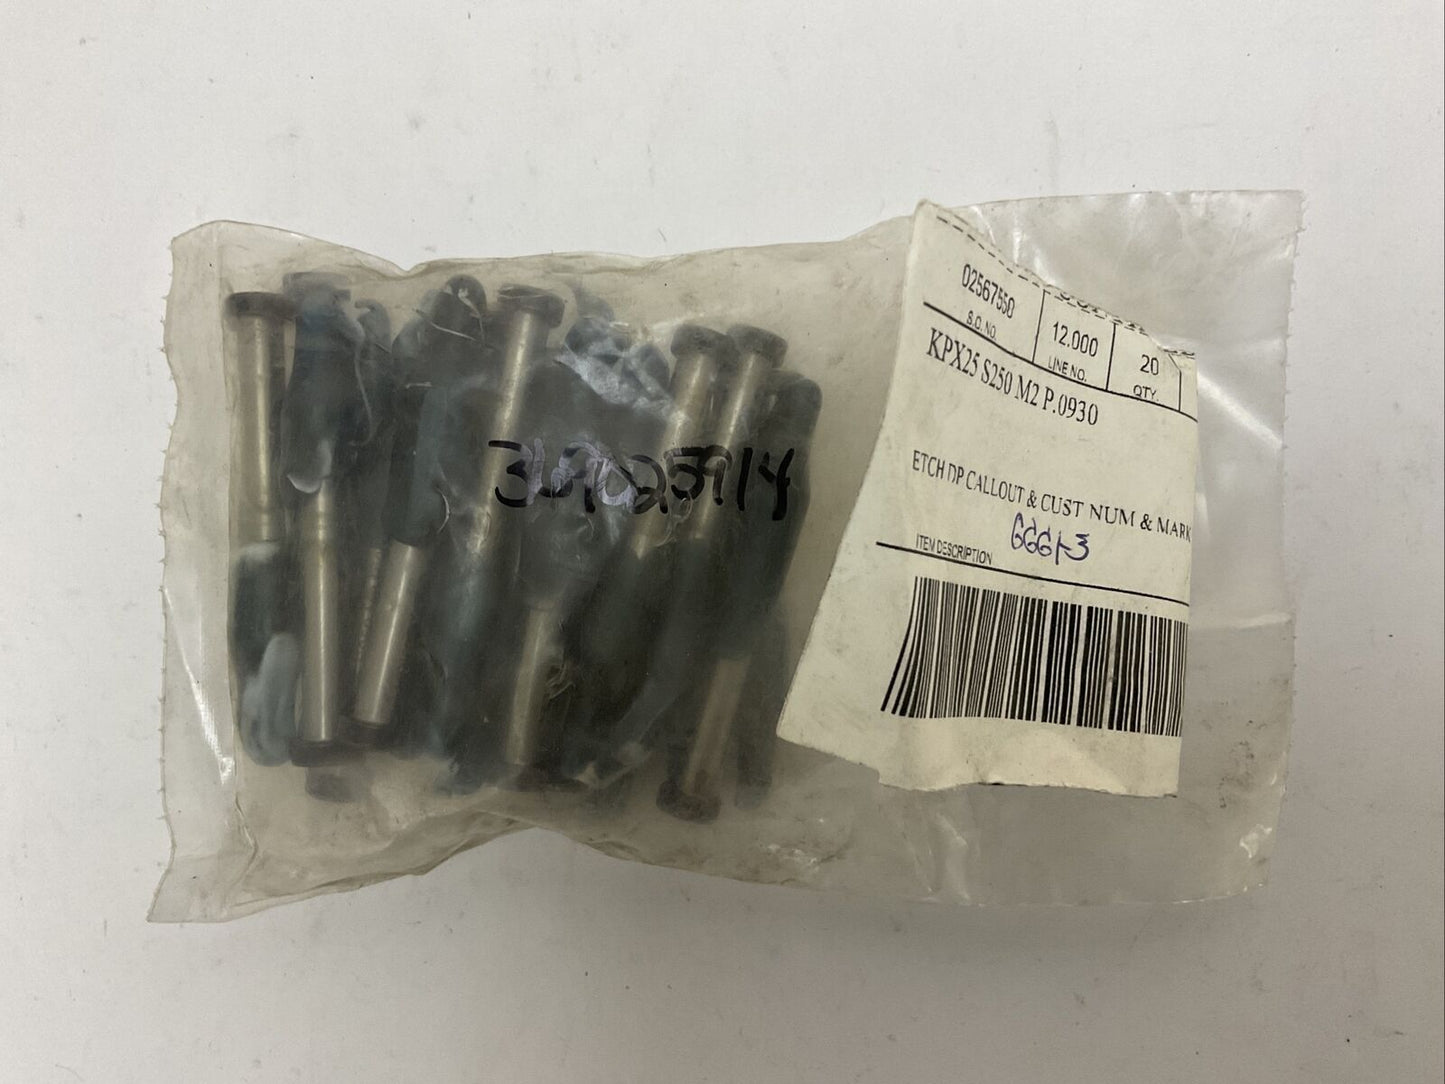 02567550 12.000 20
S.O. NO. LINE NO. QTY.
KPX25 S250 M2 P.0930
ETCH DP CALLOUT & CUST NUM & MARK
ITEM DESCRIPTION